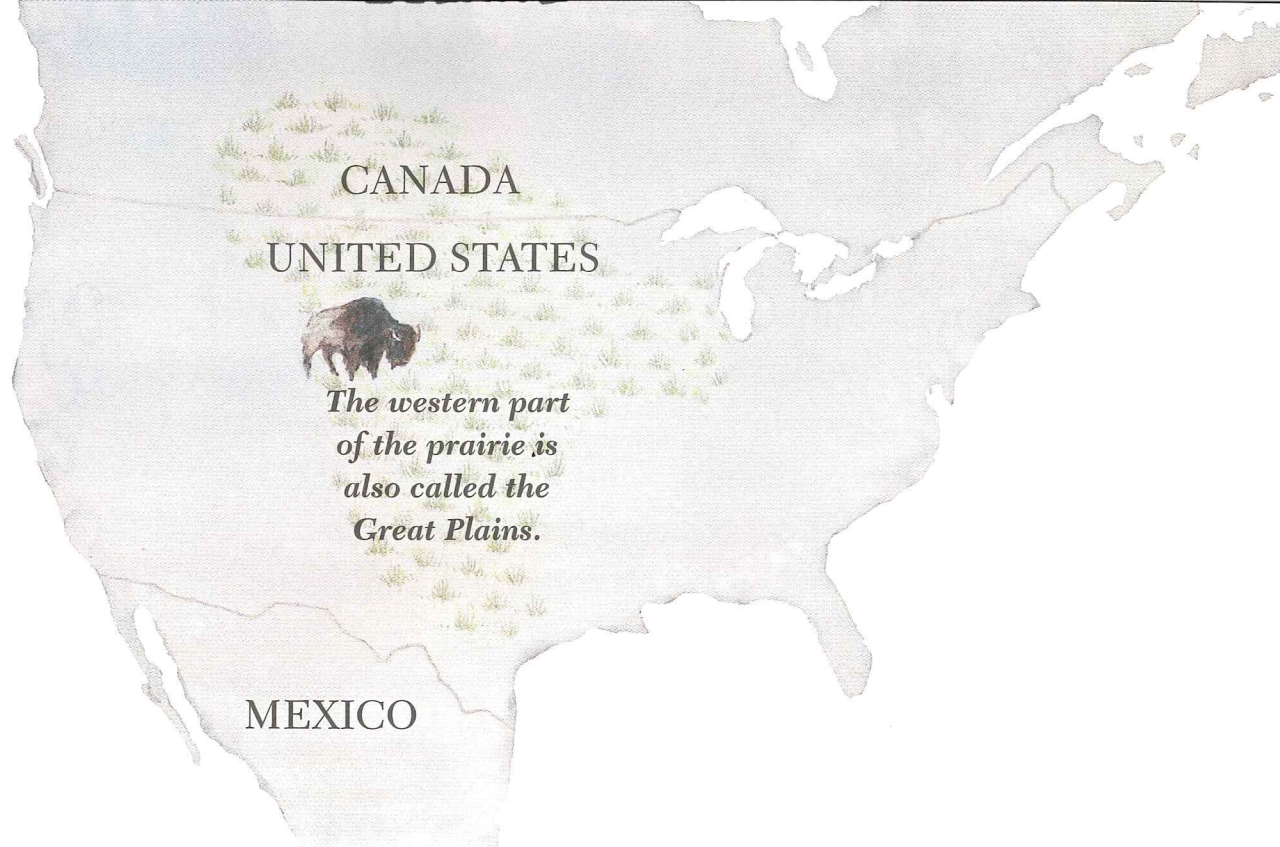 CANADA
UNITED STATES
The western part
of the prairie is
also called the
Great Plains.
MEXICO